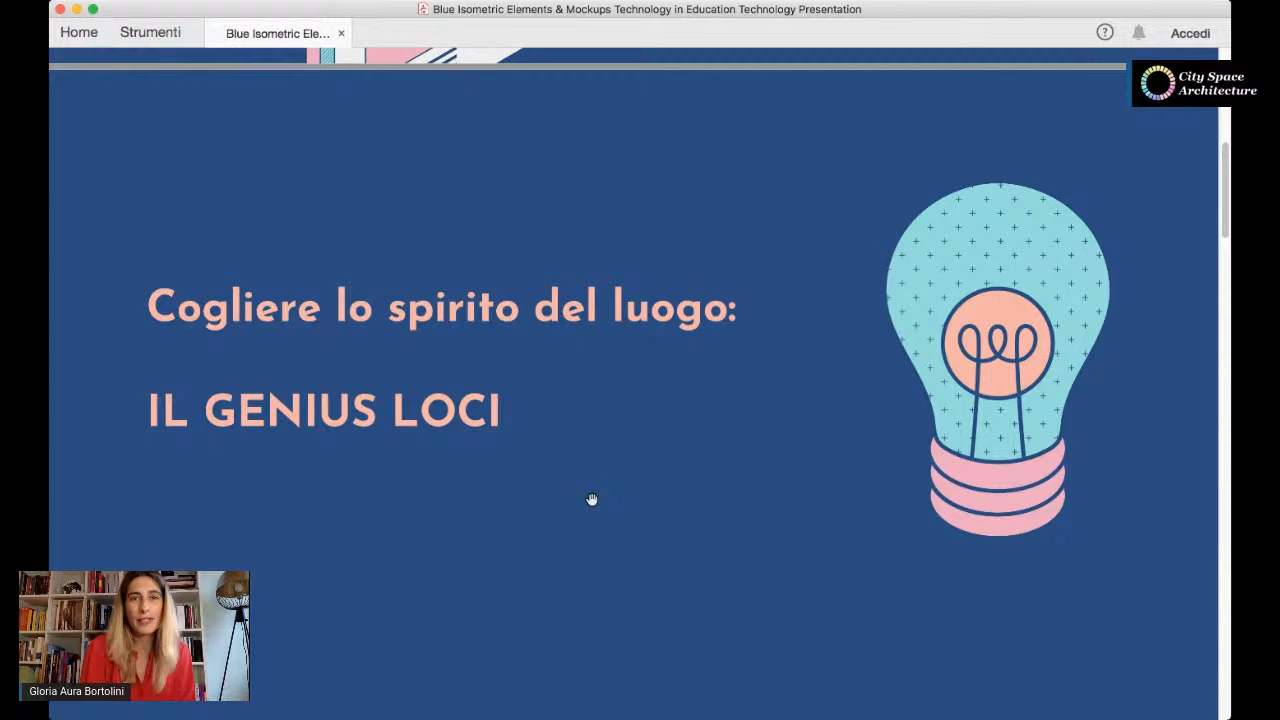 Blue Isometric Elements & Mockups Technology in Education Technology Presentation
Home Strumenti Blue Isometric Ele... × ? Accedi
City Space
Architecture
Cogliere lo spirito del luogo:
IL GENIUS LOCI
Gloria Aura Bortolini